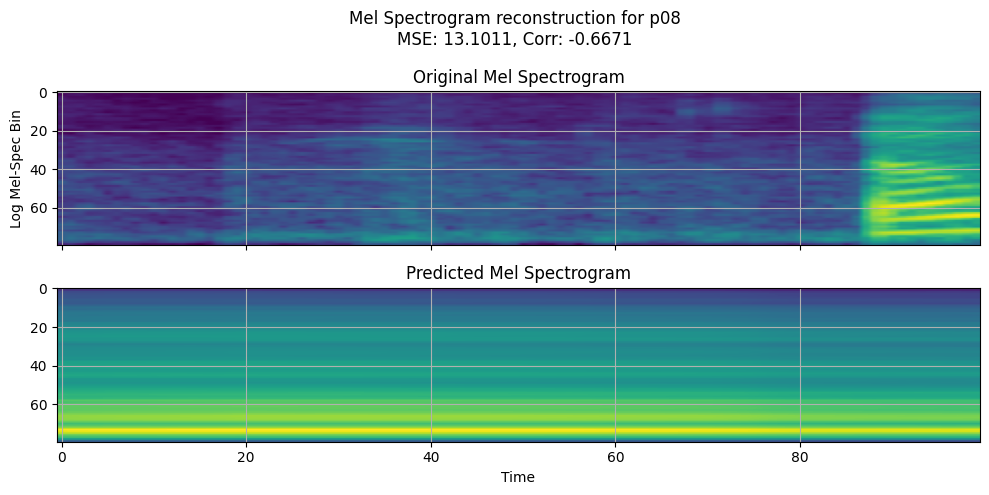 Mel Spectrogram reconstruction for p08
MSE: 13.1011, Corr: -0.6671
Original Mel Spectrogram
Log Mel-Spec Bin
0
20
40
60
Predicted Mel Spectrogram
0
20
40
60
0 20 40 60 80
Time